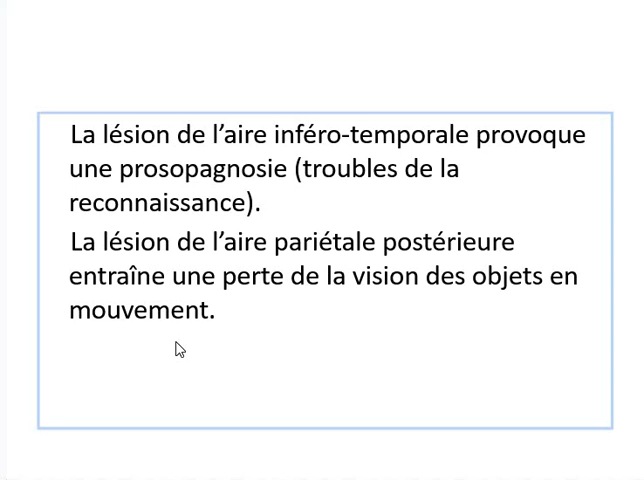 La lésion de l’aire inféro-temporale provoque
une prosopagnosie (troubles de la
reconnaissance).
La lésion de l’aire pariétale postérieure
entraîne une perte de la vision des objets en
mouvement.